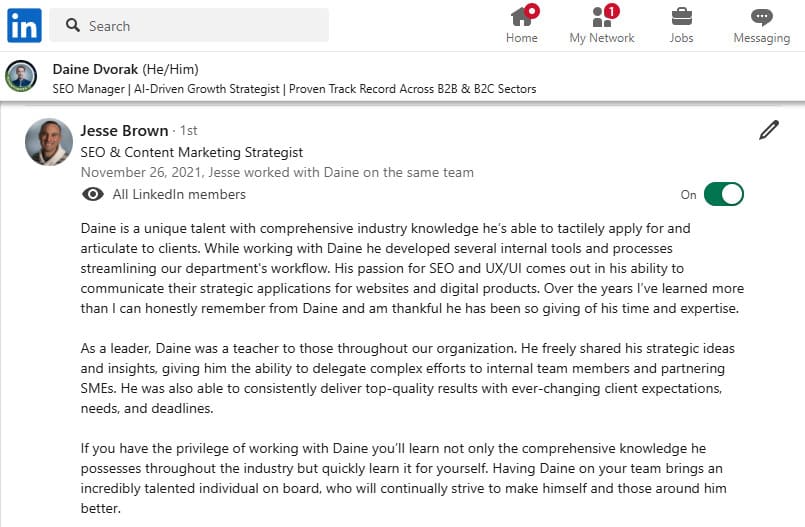 in
Search
Home
1
My Network
Jobs
Messaging
Daine Dvorak (He/Him)
SEO Manager | AI-Driven Growth Strategist | Proven Track Record Across B2B & B2C Sectors
Jesse Brown · 1st
SEO & Content Marketing Strategist
November 26, 2021, Jesse worked with Daine on the same team
All LinkedIn members
On
Daine is a unique talent with comprehensive industry knowledge he's able to tactilely apply for and
articulate to clients. While working with Daine he developed several internal tools and processes
streamlining our department's workflow. His passion for SEO and UX/UI comes out in his ability to
communicate their strategic applications for websites and digital products. Over the years I've learned more
than I can honestly remember from Daine and am thankful he has been so giving of his time and expertise.
As a leader, Daine was a teacher to those throughout our organization. He freely shared his strategic ideas
and insights, giving him the ability to delegate complex efforts to internal team members and partnering
SMEs. He was also able to consistently deliver top-quality results with ever-changing client expectations,
needs, and deadlines.
If you have the privilege of working with Daine you'll learn not only the comprehensive knowledge he
possesses throughout the industry but quickly learn it for yourself. Having Daine on your team brings an
incredibly talented individual on board, who will continually strive to make himself and those around him
better.